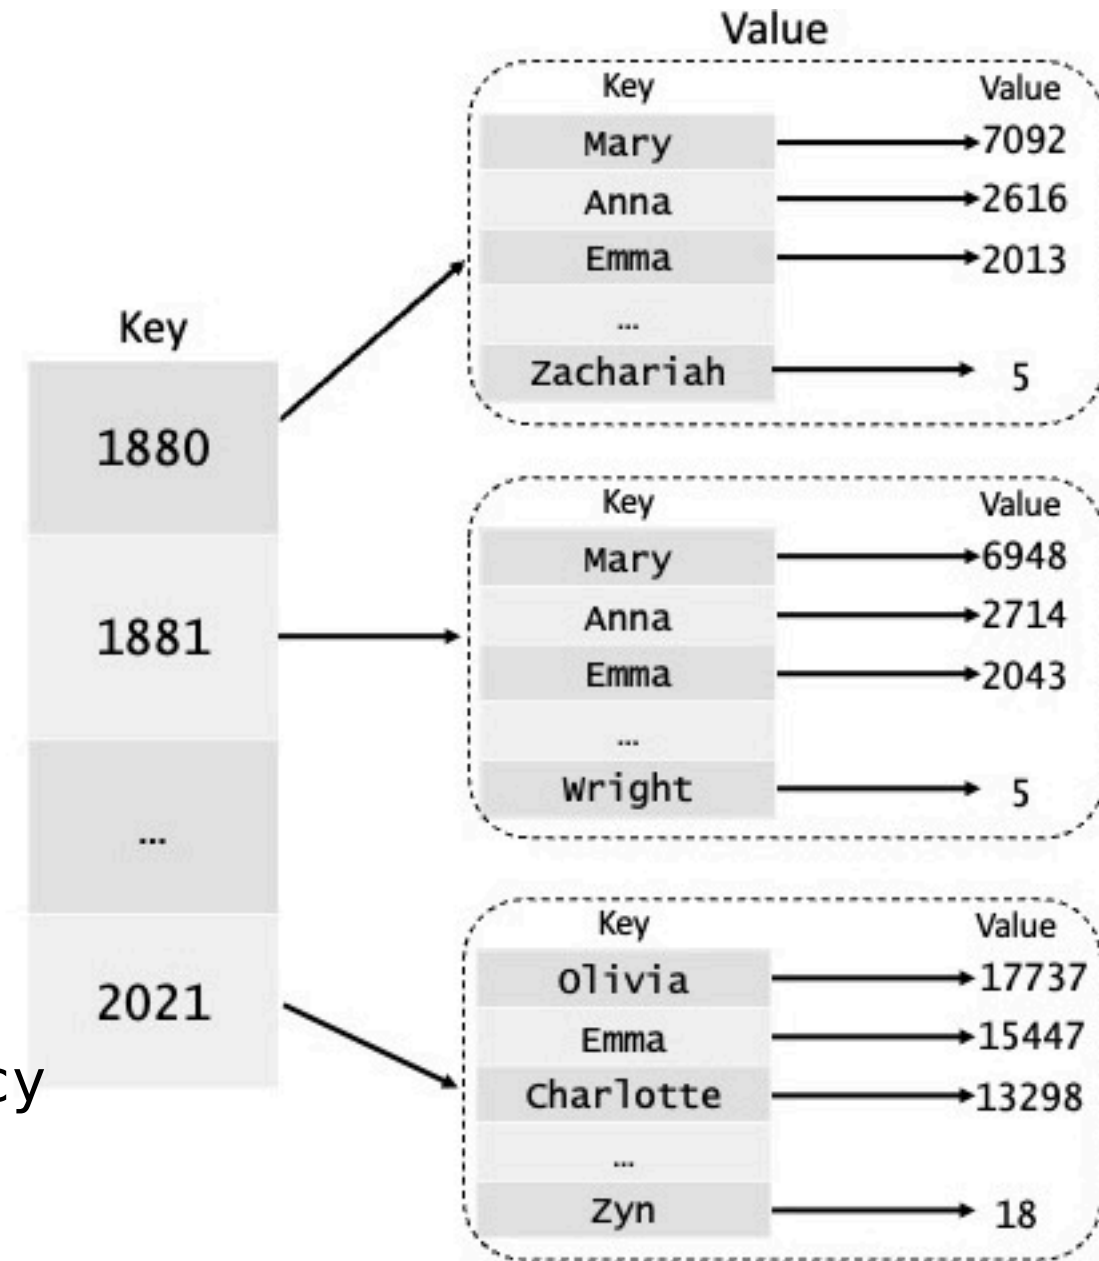 Value
Key Value
Mary 7092
Anna 2616
Emma 2013
...
Zachariah 5
Key
1880
1881
...
2021
cy
Key Value
Mary 6948
Anna 2714
Emma 2043
...
Wright 5
Key Value
Olivia 17737
Emma 15447
Charlotte 13298
...
Zyn 18